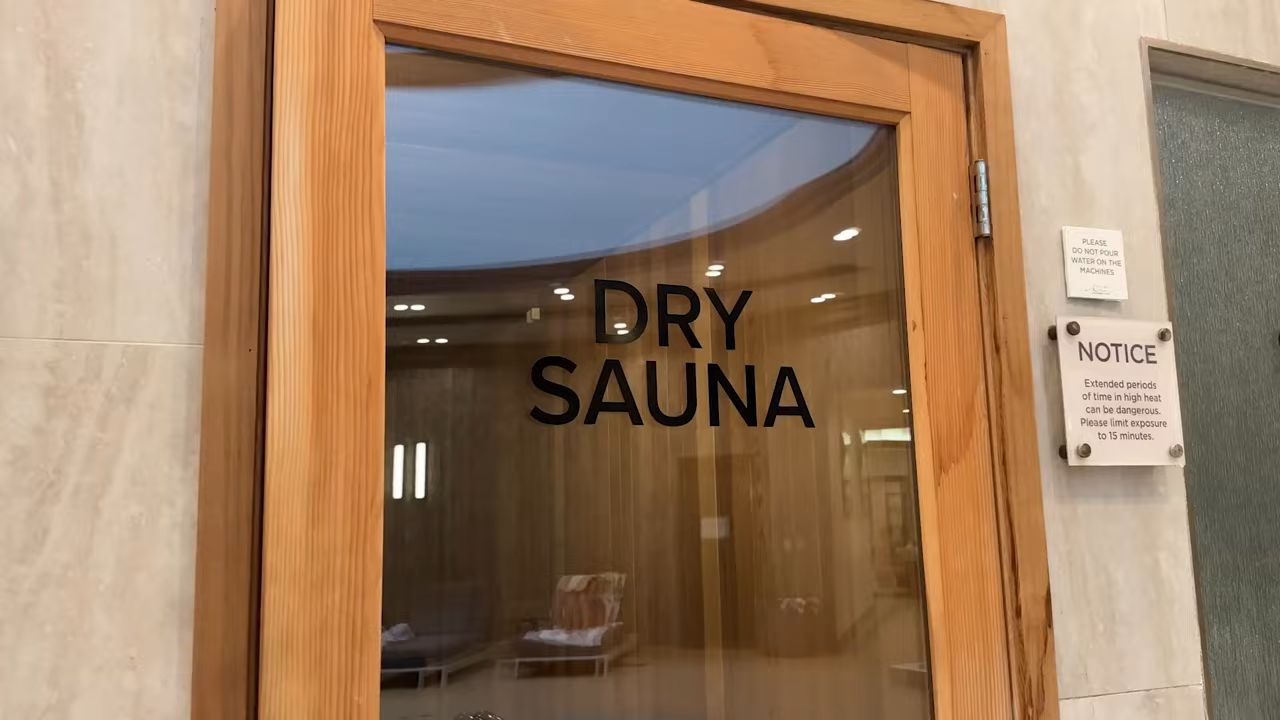 DRY
SAUNA
PLEASE
DO NOT POUR
WATER ON THE
MACHINES
NOTICE
Extended periods
of time in high heat
can be dangerous.
Please limit exposure
to 15 minutes.